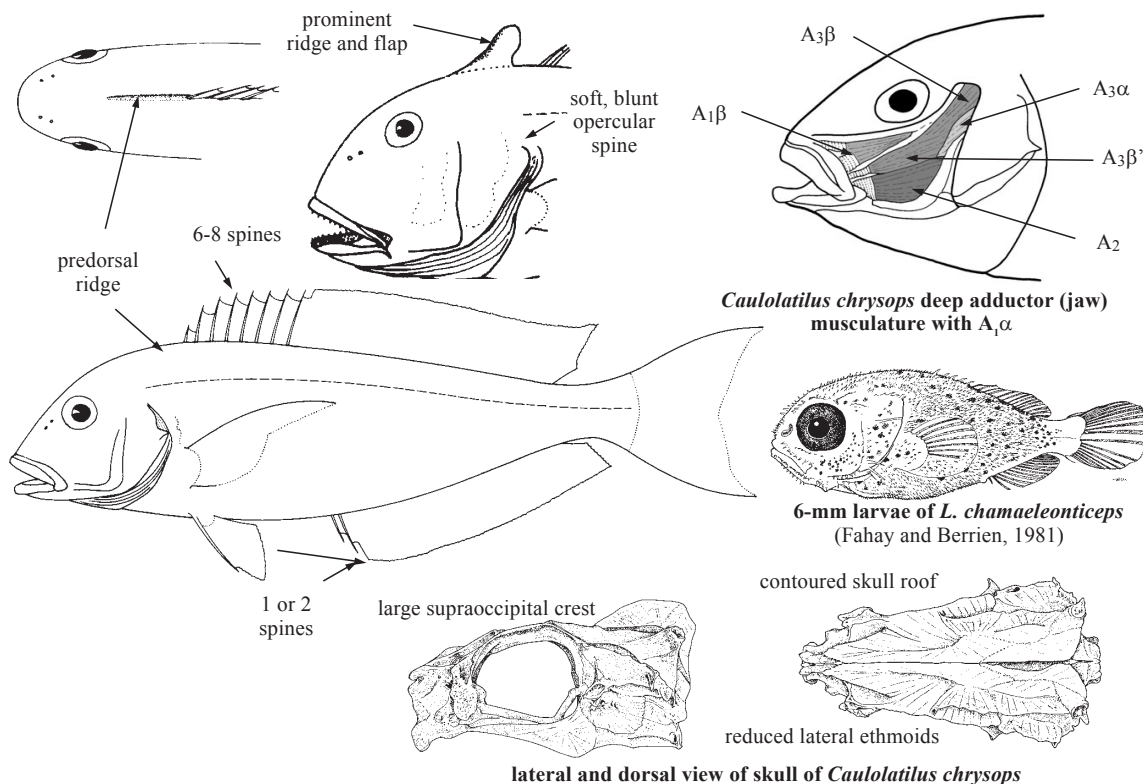 prominent
ridge and flap
soft, blunt
opercular
spine
6-8 spines
predorsal
ridge
A3β
A3α
A1β
A3β’
A2
Caulolatilus chrysops deep adductor (jaw)
musculature with A1α
6-mm larvae of L. chamaeleonticeps
(Fahay and Berrien, 1981)
1 or 2
spines
large supraoccipital crest
contoured skull roof
reduced lateral ethmoids
lateral and dorsal view of skull of Caulolatilus chrysops